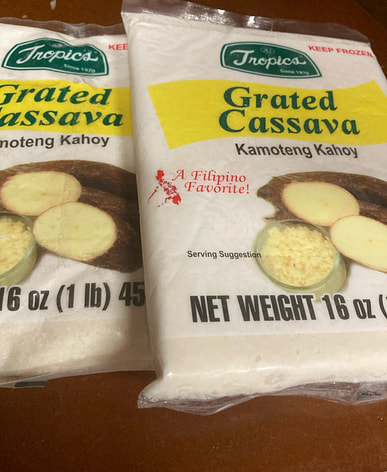 Tropics
Since 1970
KEE
Grated
Cassava
amoteng Kahoy
16 oz (1 lb) 45
Tropics
Since 1970
KEEP FROZEN
Grated
Cassava
Kamoteng Kahoy
A Filipino
Favorite!
Serving Suggestion
NET WEIGHT 16 oz (